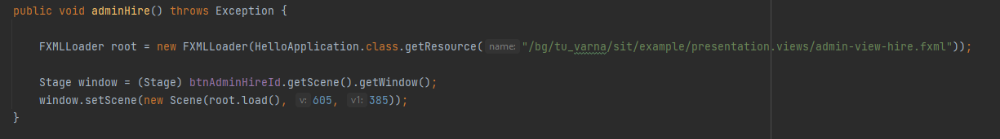 public void adminHire() throws Exception {
FXMLLoader root = new FXMLLoader(HelloApplication.class.getResource( name: "/bg/tu_varna/sit/example/presentation.views/admin-view-hire.fxml"));
Stage window = (Stage) btnAdminHireId.getScene().getWindow();
window.setScene(new Scene(root.load(), v: 605, v1: 385));
}